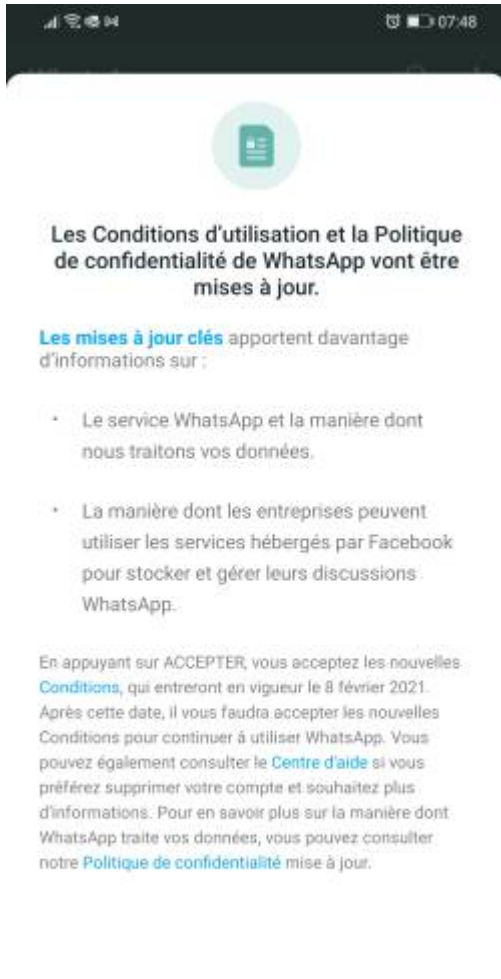 07:48
Les Conditions d'utilisation et la Politique
de confidentialité de WhatsApp vont être
mises à jour.
Les mises à jour clés apportent davantage
d'informations sur :
• Le service WhatsApp et la manière dont
nous traitons vos données.
• La manière dont les entreprises peuvent
utiliser les services hébergés par Facebook
pour stocker et gérer leurs discussions
WhatsApp.
En appuyant sur ACCEPTER, vous acceptez les nouvelles
Conditions, qui entreront en vigueur le 8 février 2021.
Après cette date, il vous faudra accepter les nouvelles
Conditions pour continuer à utiliser WhatsApp. Vous
pouvez également consulter le Centre d'aide si vous
préférez supprimer votre compte et souhaitez plus
d'informations. Pour en savoir plus sur la manière dont
WhatsApp traite vos données, vous pouvez consulter
notre Politique de confidentialité mise à jour.